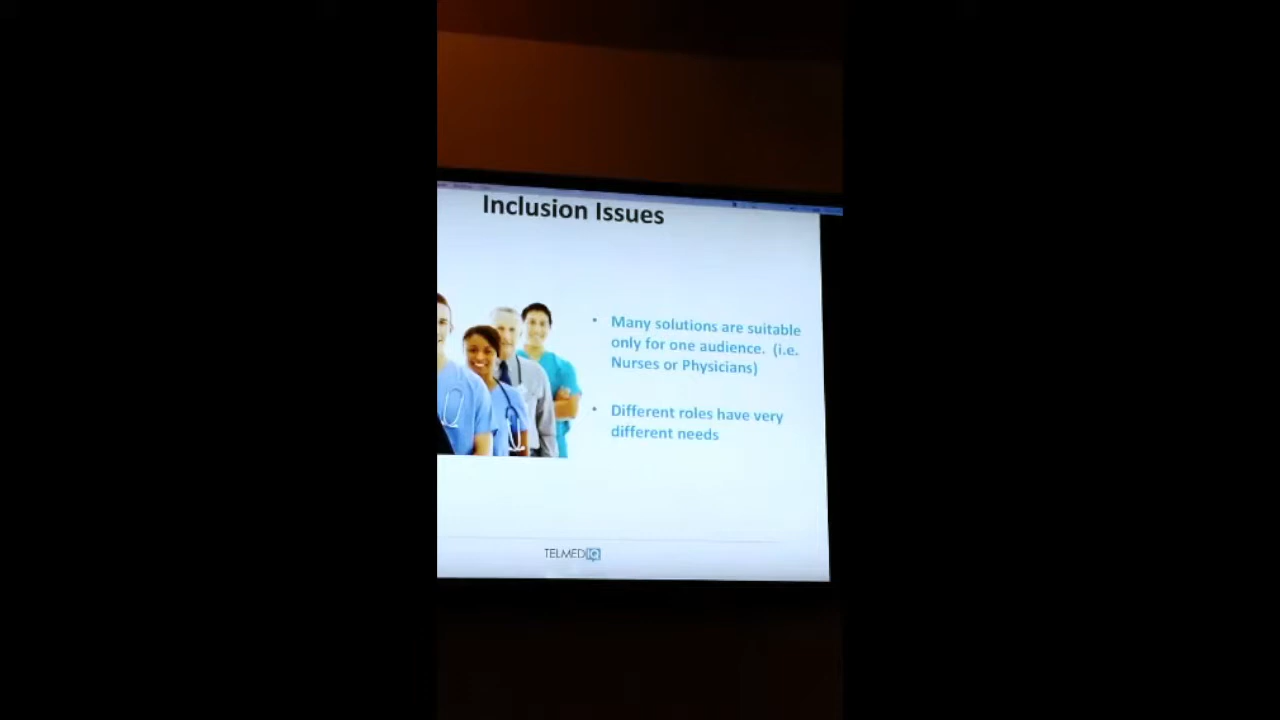 Inclusion Issues
• Many solutions are suitable
only for one audience. (i.e.
Nurses or Physicians)
• Different roles have very
different needs
TELMEDIQ